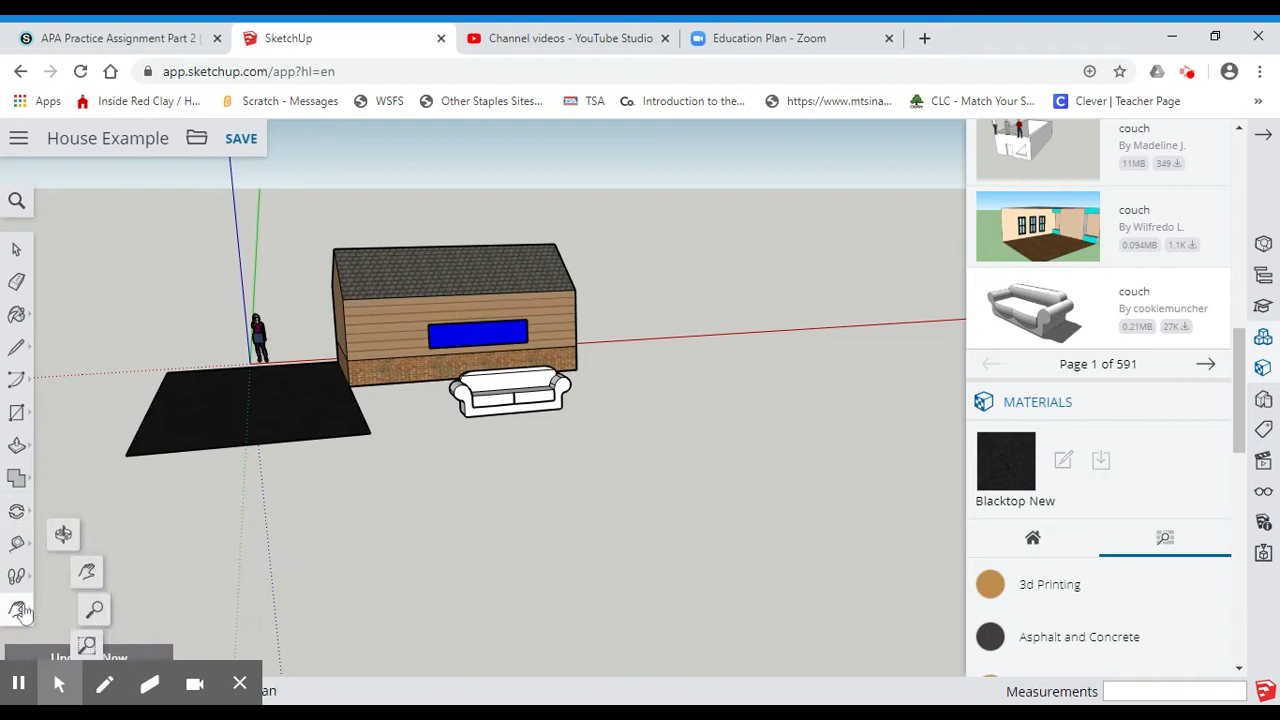 APA Practice Assignment Part 2 |
SketchUp
Channel videos - YouTube Studio
Education Plan - Zoom
app.sketchup.com/app?hl=en
Apps
Inside Red Clay / H...
Scratch - Messages
WSFS
Other Staples Sites...
TSA
Co. Introduction to the...
https://www.mtsina...
CLC - Match Your S...
Clever | Teacher Page
»
House Example
SAVE
couch
By Madeline J.
11MB
349
couch
By Wilfredo L.
0.094MB
1.1K
couch
By cookiemuncher
0.21MB
27K
Page 1 of 591
MATERIALS
Blacktop New
3d Printing
Asphalt and Concrete
Now
an
Measurements